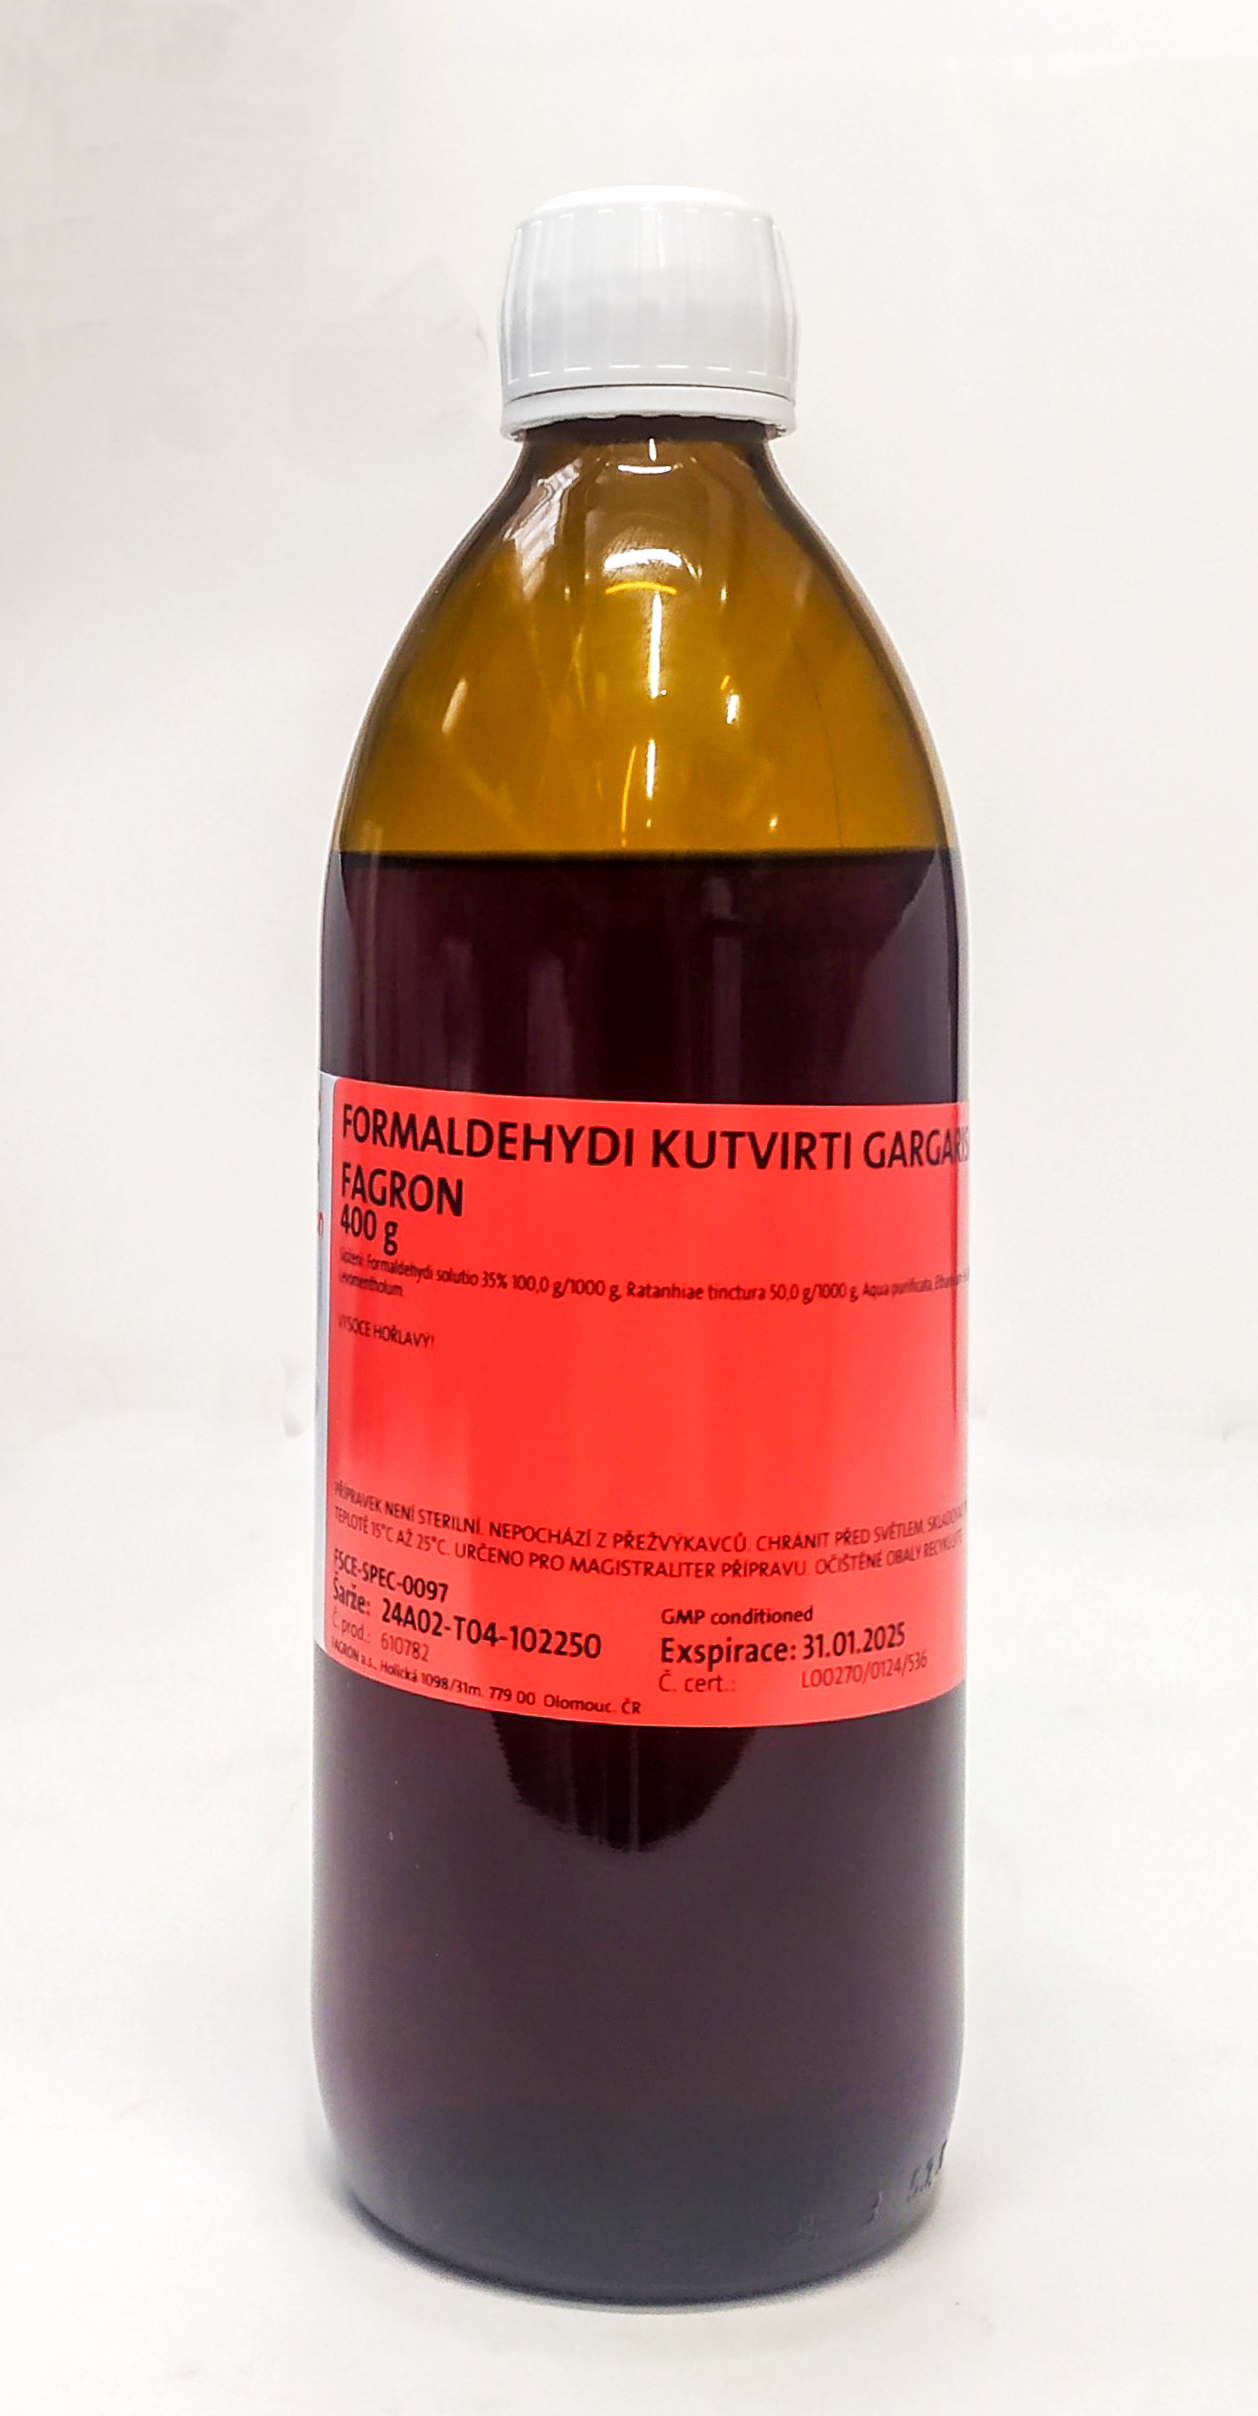 FORMALDEHYDI KUTVIRTI GARGARIS
FAGRON
400 g
Složení: Formaldehydi solutio 35% 100,0 g/1000 g, Ratanhiae tinctura 50,0 g/1000 g, Aqua purificata,
Levomentholum
VYSOCE HOŘLAVÝ!
PŘÍPRAVEK NENÍ STERILNÍ. NEPOCHÁZÍ Z PŘEŽVÝKAVCŮ. CHRÁNIT PŘED SVĚTLEM.
TEPLOTĚ 15°C AŽ 25°C. URČENO PRO MAGISTRALITER PŘÍPRAVU. OČIŠTĚNÉ OBALY RECYKLUJTE
FSCE-SPEC-0097
GMP conditioned
Šarže: 24A02-T04-102250
Exspirace: 31.01.2025
Č. prod.: 610782
Č. cert.: L00270/0124/536
FAGRON a.s., Holická 1098/31m. 779 00 Olomouc. ČR